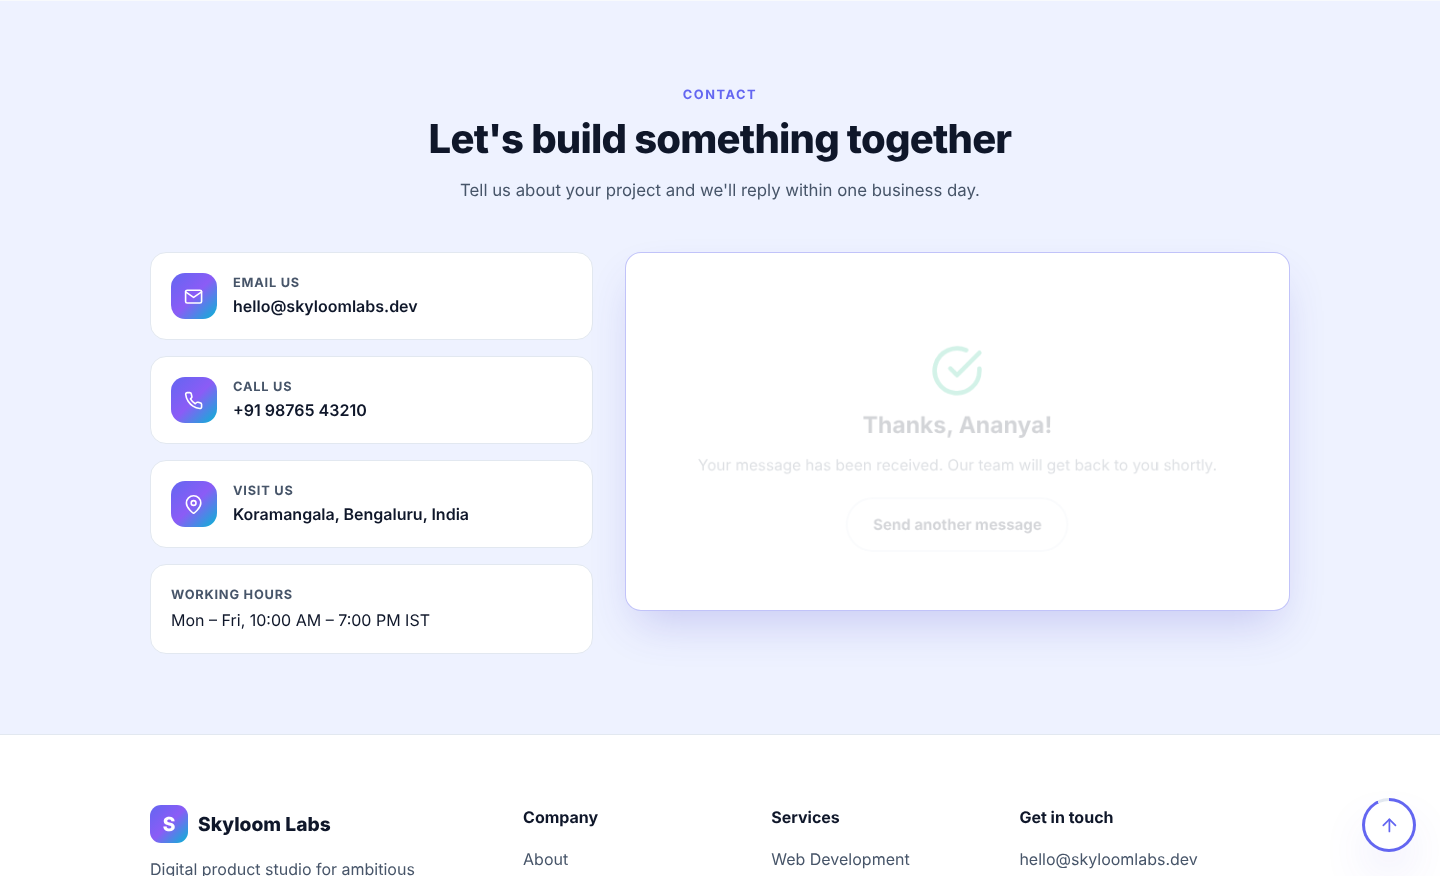 CONTACT
Let's build something together
Tell us about your project and we'll reply within one business day.
EMAIL US
hello@skyloomlabs.dev
CALL US
+91 98765 43210
VISIT US
Koramangala, Bengaluru, India
WORKING HOURS
Mon – Fri, 10:00 AM – 7:00 PM IST
Thanks, Ananya!
Your message has been received. Our team will get back to you shortly.
Send another message
S Skyloom Labs
Digital product studio for ambitious
Company
About
Services
Web Development
Get in touch
hello@skyloomlabs.dev